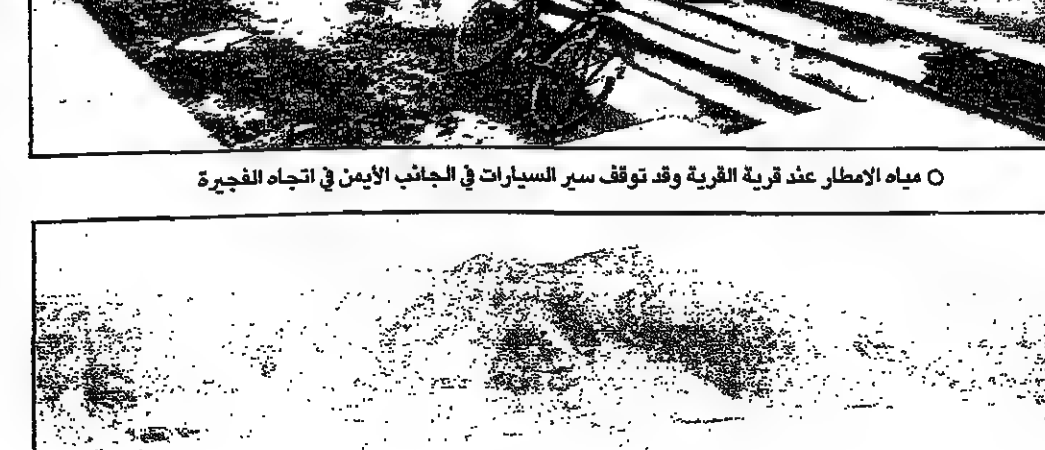 ○ مياه الامطار عند قرية القرية وقد توقف سير السيارات في الجانب الأيمن في اتجاه الفجيرة